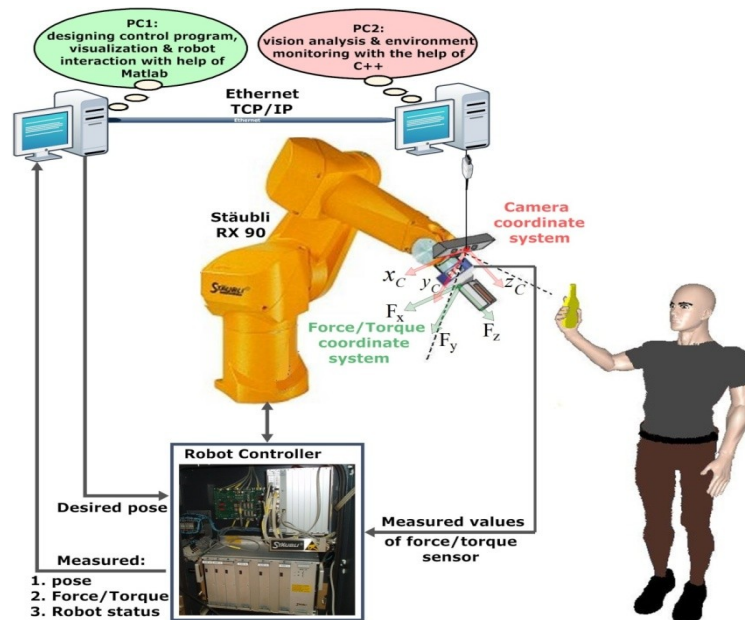 PC1:
designing control program,
visualization & robot
interaction with help of
Matlab
PC2:
vision analysis & environment
monitoring with the help of
C++
Ethernet
TCP/IP
Ethernet
Stäubli
RX 90
Camera
coordinate
system
x_C
y_C
z_C
F_x
F_y
F_z
Force/Torque
coordinate
system
STÄUBLI
Robot Controller
STÄUBLI
Desired pose
Measured:
1. pose
2. Force/Torque
3. Robot status
Measured values
of force/torque
sensor